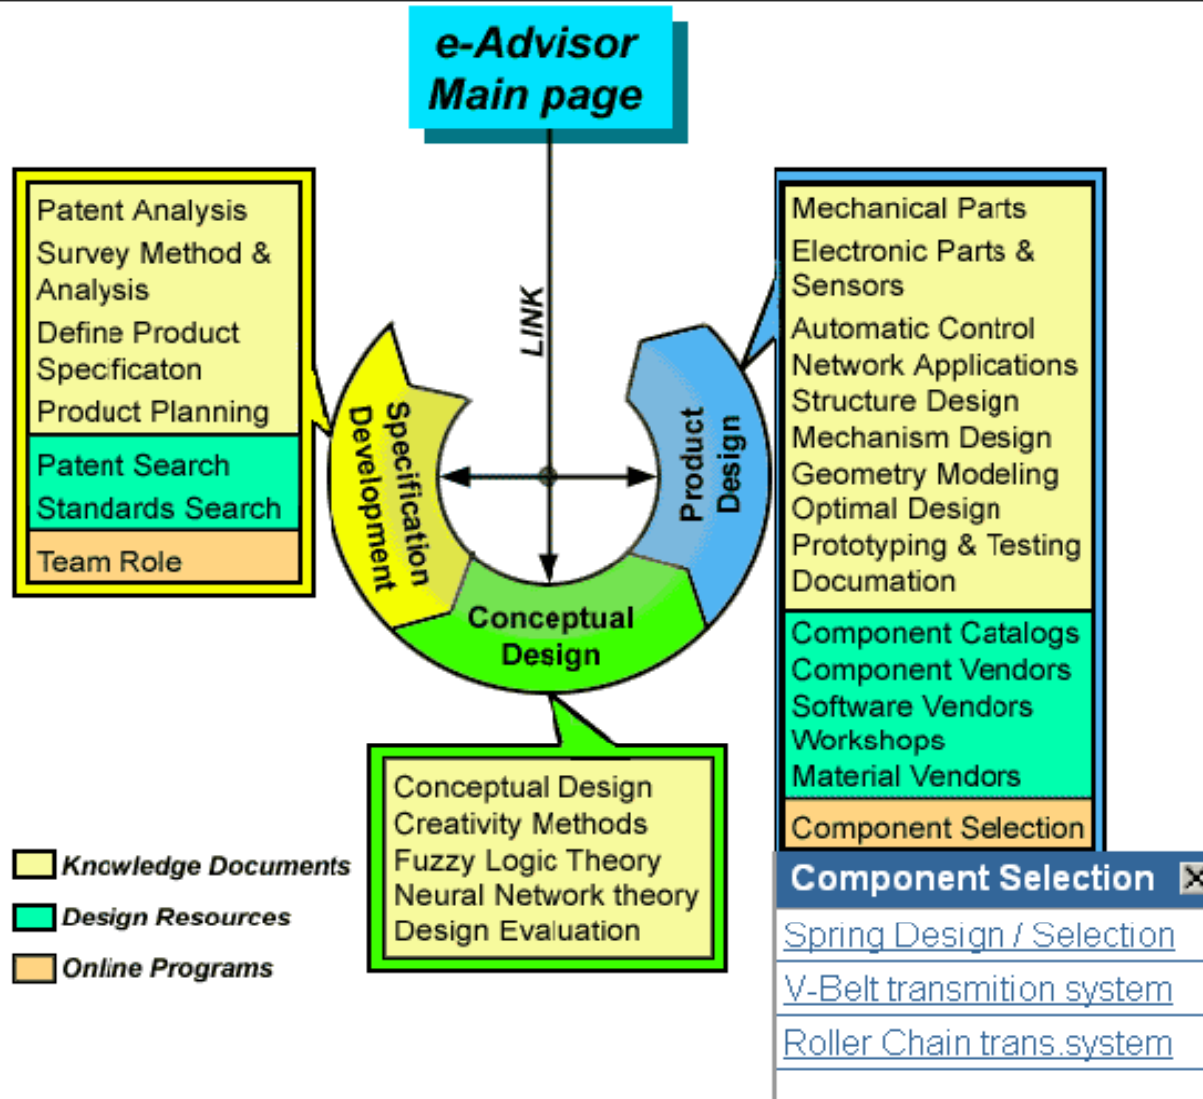 e-Advisor
Main page
LINK
Patent Analysis
Survey Method &
Analysis
Define Product
Specificaton
Product Planning
Patent Search
Standards Search
Team Role
Specification
Development
Conceptual
Design
Product
Design
Mechanical Parts
Electronic Parts &
Sensors
Automatic Control
Network Applications
Structure Design
Mechanism Design
Geometry Modeling
Optimal Design
Prototyping & Testing
Documation
Component Catalogs
Component Vendors
Software Vendors
Workshops
Material Vendors
Component Selection
Conceptual Design
Creativity Methods
Fuzzy Logic Theory
Neural Network theory
Design Evaluation
Knowledge Documents
Design Resources
Online Programs
Component Selection
Spring Design / Selection
V-Belt transmition system
Roller Chain trans.system